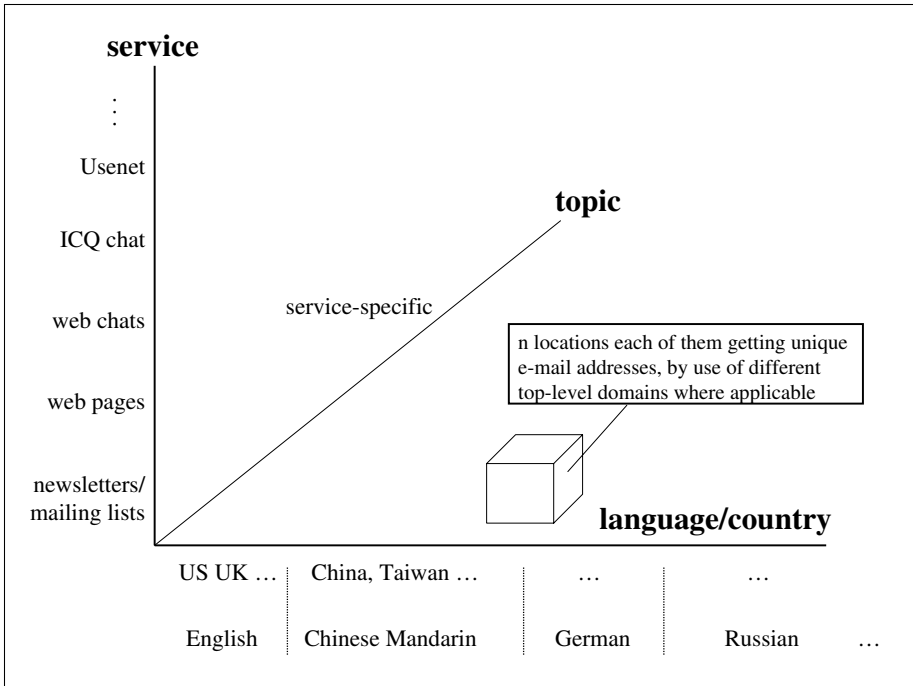 service
...
Usenet
topic
ICQ chat
service-specific
web chats
n locations each of them getting unique
e-mail addresses, by use of different
top-level domains where applicable
web pages
newsletters/
mailing lists
language/country
US UK … China, Taiwan … … …
English Chinese Mandarin German Russian …